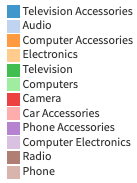 Television Accessories
Audio
Computer Accessories
Electronics
Television
Computers
Camera
Car Accessories
Phone Accessories
Computer Electronics
Radio
Phone